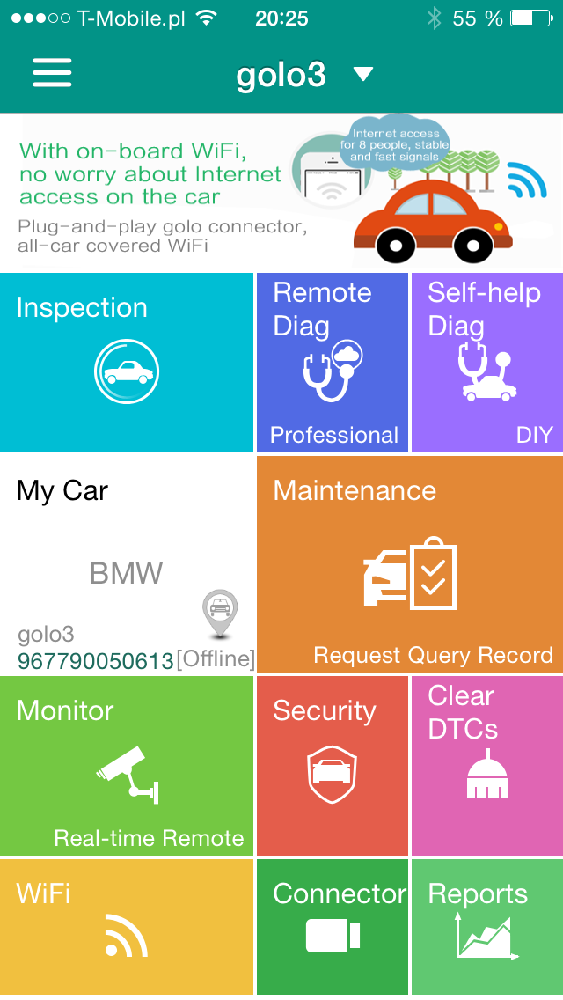 T-Mobile.pl 20:25 55 %
golo3
With on-board WiFi,
no worry about Internet
access on the car
Plug-and-play golo connector,
all-car covered WiFi
Internet access
for 8 people, stable
and fast signals
Inspection
Remote
Diag
Professional
Self-help
Diag
DIY
My Car
BMW
golo3
967790050613[Offline]
Maintenance
Request Query Record
Monitor
Real-time Remote
Security
Clear
DTCs
WiFi
Connector
Reports